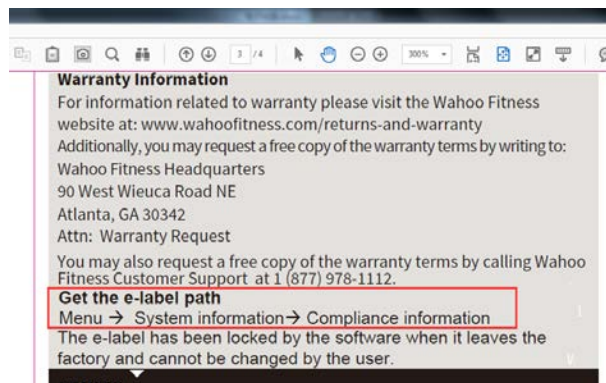 3 / 4
300%
Warranty Information
For information related to warranty please visit the Wahoo Fitness
website at: www.wahoofitness.com/returns-and-warranty
Additionally, you may request a free copy of the warranty terms by writing to:
Wahoo Fitness Headquarters
90 West Wieuca Road NE
Atlanta, GA 30342
Attn: Warranty Request
You may also request a free copy of the warranty terms by calling Wahoo
Fitness Customer Support at 1 (877) 978-1112.
Get the e-label path
Menu → System information→ Compliance information
The e-label has been locked by the software when it leaves the
factory and cannot be changed by the user.